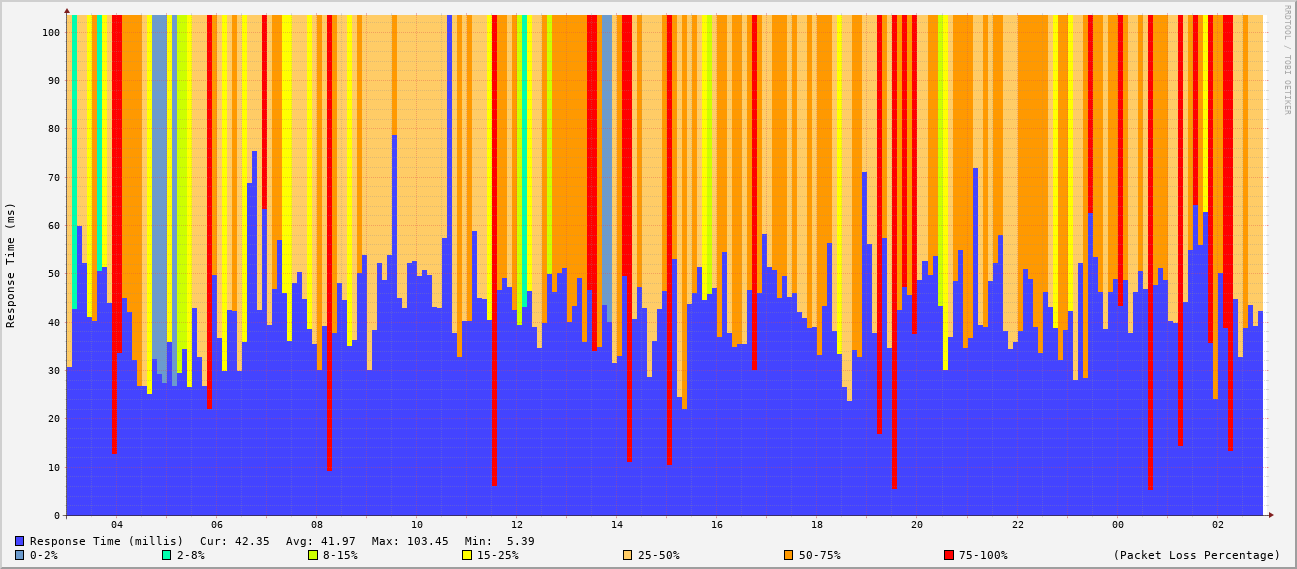 RRDTOOL / TOBI OETIKER
Response Time (ms)
100
90
80
70
60
50
40
30
20
10
0
04 06 08 10 12 14 16 18 20 22 00 02
Response Time (millis) Cur: 42.35 Avg: 41.97 Max: 103.45 Min: 5.39
0-2% 2-8% 8-15% 15-25% 25-50% 50-75% 75-100% (Packet Loss Percentage)